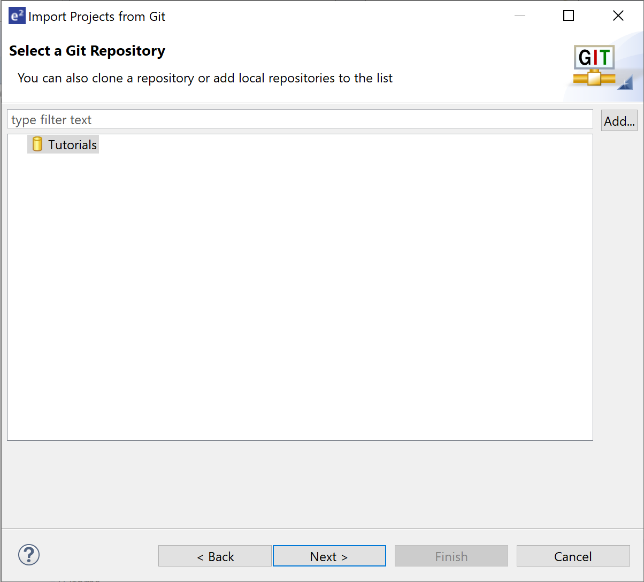 e² Import Projects from Git
Select a Git Repository
You can also clone a repository or add local repositories to the list
GIT
type filter text
Add...
Tutorials
?
< Back
Next >
Finish
Cancel